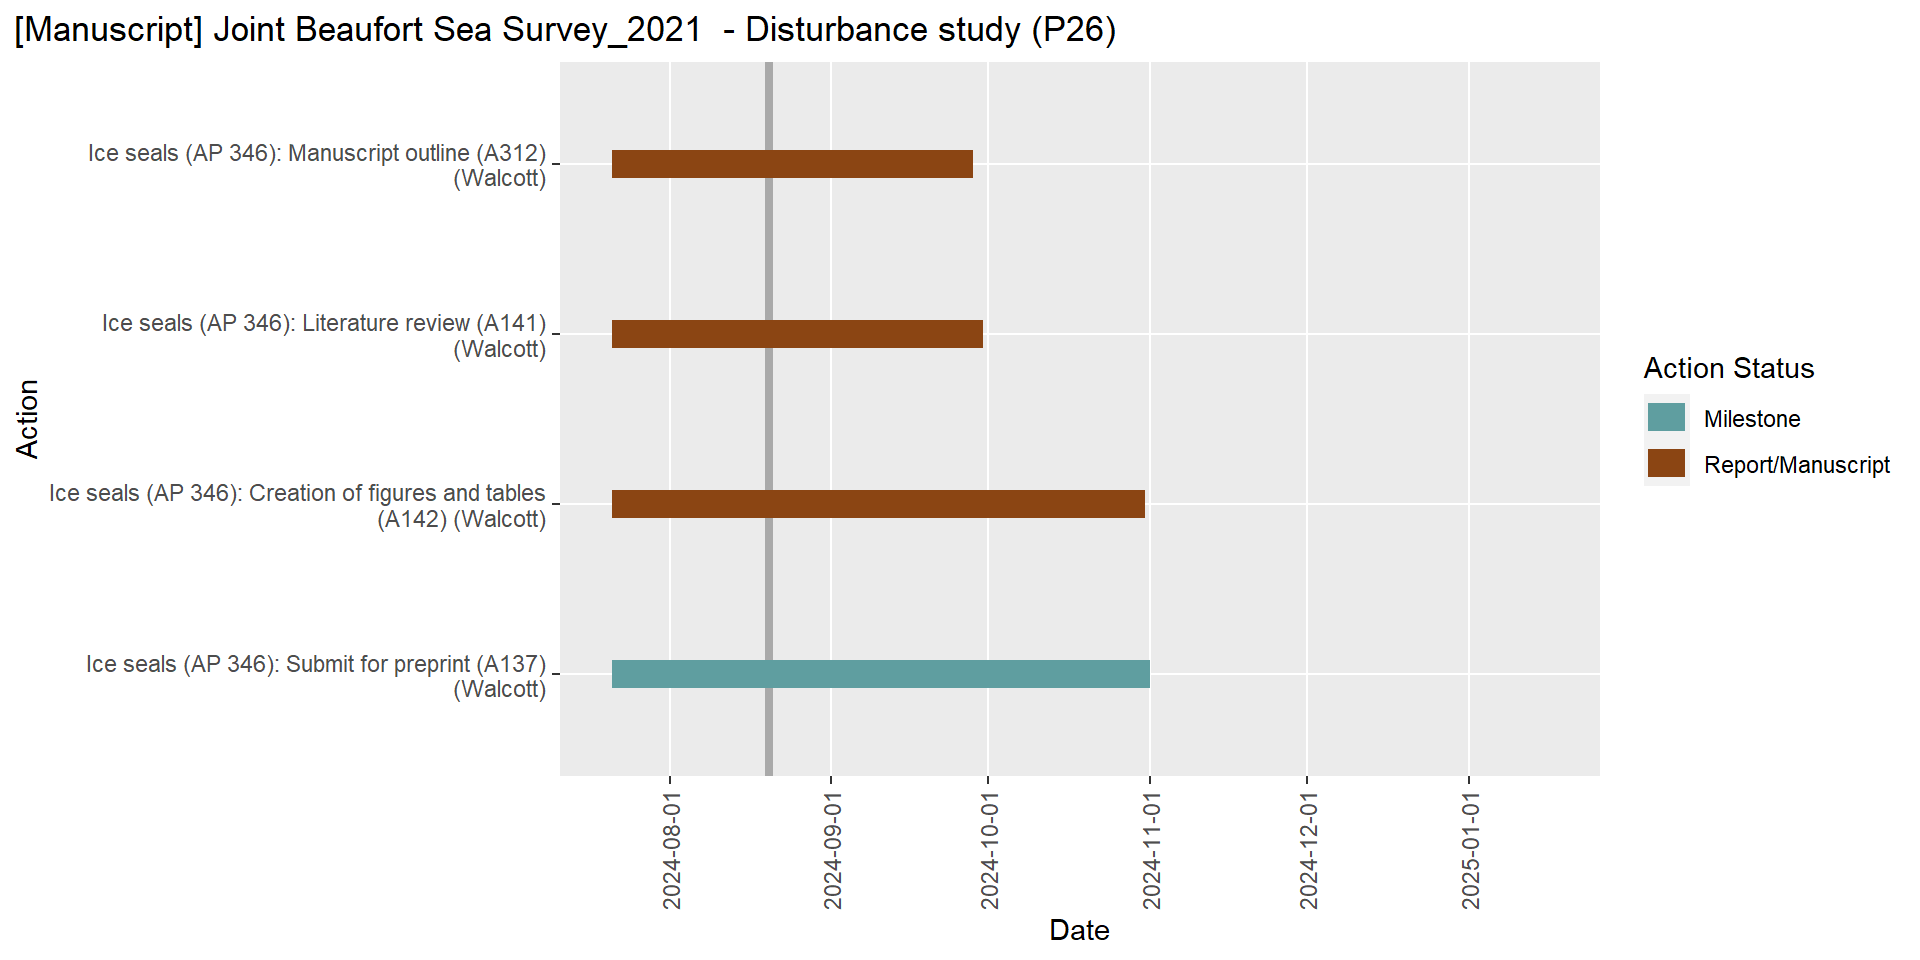 [Manuscript] Joint Beaufort Sea Survey_2021  - Disturbance study (P26)
Ice seals (AP 346): Manuscript outline (A312)
(Walcott)
Ice seals (AP 346): Literature review (A141)
(Walcott)
Ice seals (AP 346): Creation of figures and tables
(A142) (Walcott)
Ice seals (AP 346): Submit for preprint (A137)
(Walcott)
Action
2024-08-01
2024-09-01
2024-10-01
2024-11-01
2024-12-01
2025-01-01
Date
Action Status
Milestone
Report/Manuscript